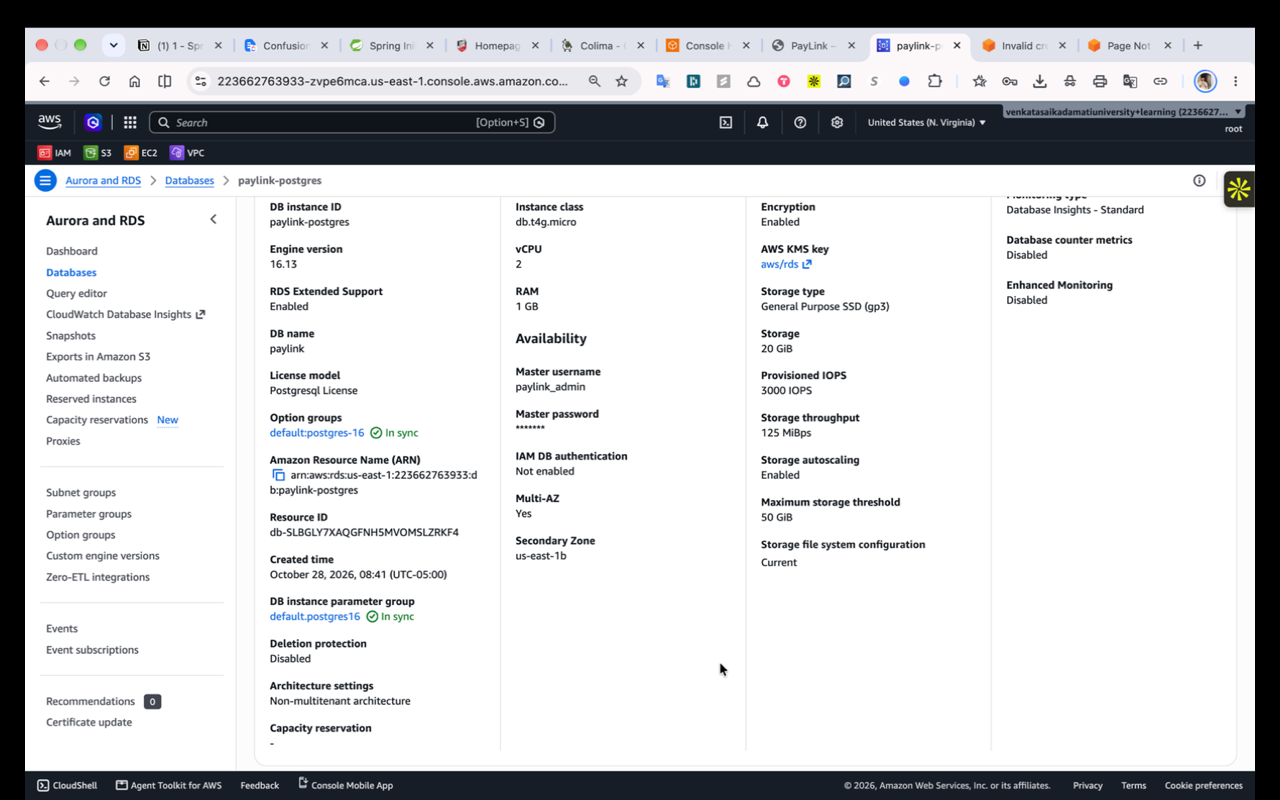 (1) 1 - Spr
Confusion
Spring Ini
Homepag
Colima -
Console H
PayLink –
paylink-p
Invalid cr
Page Not
223662763933-zvpe6mca.us-east-1.console.aws.amazon.co...
aws
Search
[Option+S]
United States (N. Virginia)
venkatasaikadamatiuniversity+learning (2236627...
root
IAM
S3
EC2
VPC
Aurora and RDS
Databases
paylink-postgres
Aurora and RDS
Dashboard
Databases
Query editor
CloudWatch Database Insights
Snapshots
Exports in Amazon S3
Automated backups
Reserved instances
Capacity reservations New
Proxies
Subnet groups
Parameter groups
Option groups
Custom engine versions
Zero-ETL integrations
Events
Event subscriptions
Recommendations 0
Certificate update
DB instance ID
paylink-postgres
Engine version
16.13
RDS Extended Support
Enabled
DB name
paylink
License model
Postgresql License
Option groups
default:postgres-16 In sync
Amazon Resource Name (ARN)
arn:aws:rds:us-east-1:223662763933:d
b:paylink-postgres
Resource ID
db-SLBGLY7XAQGFNH5MVOMSLZRKF4
Created time
October 28, 2026, 08:41 (UTC-05:00)
DB instance parameter group
default.postgres16 In sync
Deletion protection
Disabled
Architecture settings
Non-multitenant architecture
Capacity reservation
-
Instance class
db.t4g.micro
vCPU
2
RAM
1 GB
Availability
Master username
paylink_admin
Master password
*******
IAM DB authentication
Not enabled
Multi-AZ
Yes
Secondary Zone
us-east-1b
Encryption
Enabled
AWS KMS key
aws/rds
Storage type
General Purpose SSD (gp3)
Storage
20 GiB
Provisioned IOPS
3000 IOPS
Storage throughput
125 MiBps
Storage autoscaling
Enabled
Maximum storage threshold
50 GiB
Storage file system configuration
Current
Monitoring type
Database Insights - Standard
Database counter metrics
Disabled
Enhanced Monitoring
Disabled
CloudShell
Agent Toolkit for AWS
Feedback
Console Mobile App
© 2026, Amazon Web Services, Inc. or its affiliates.
Privacy
Terms
Cookie preferences